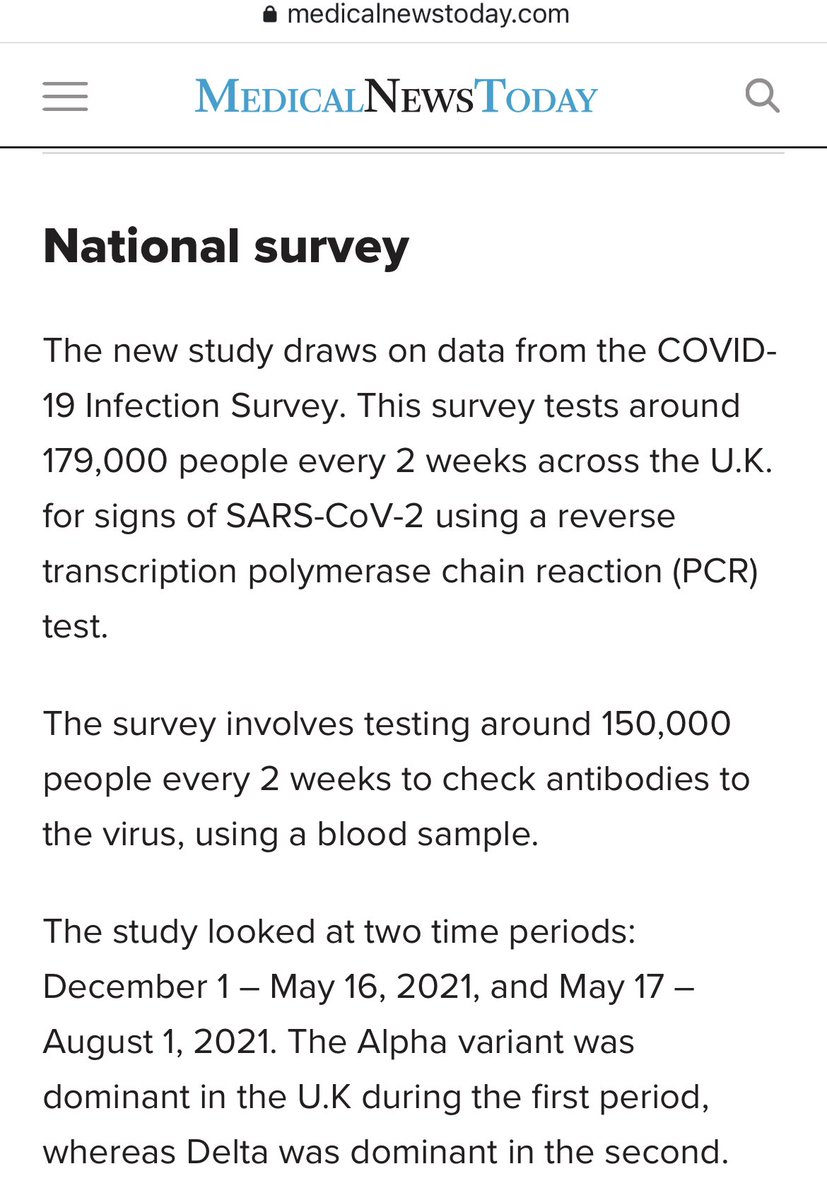 medicalnewstoday.com
MEDICALNEWSTODAY
National survey
The new study draws on data from the COVID-
19 Infection Survey. This survey tests around
179,000 people every 2 weeks across the U.K.
for signs of SARS-CoV-2 using a reverse
transcription polymerase chain reaction (PCR)
test.
The survey involves testing around 150,000
people every 2 weeks to check antibodies to
the virus, using a blood sample.
The study looked at two time periods:
December 1 – May 16, 2021, and May 17 –
August 1, 2021. The Alpha variant was
dominant in the U.K during the first period,
whereas Delta was dominant in the second.